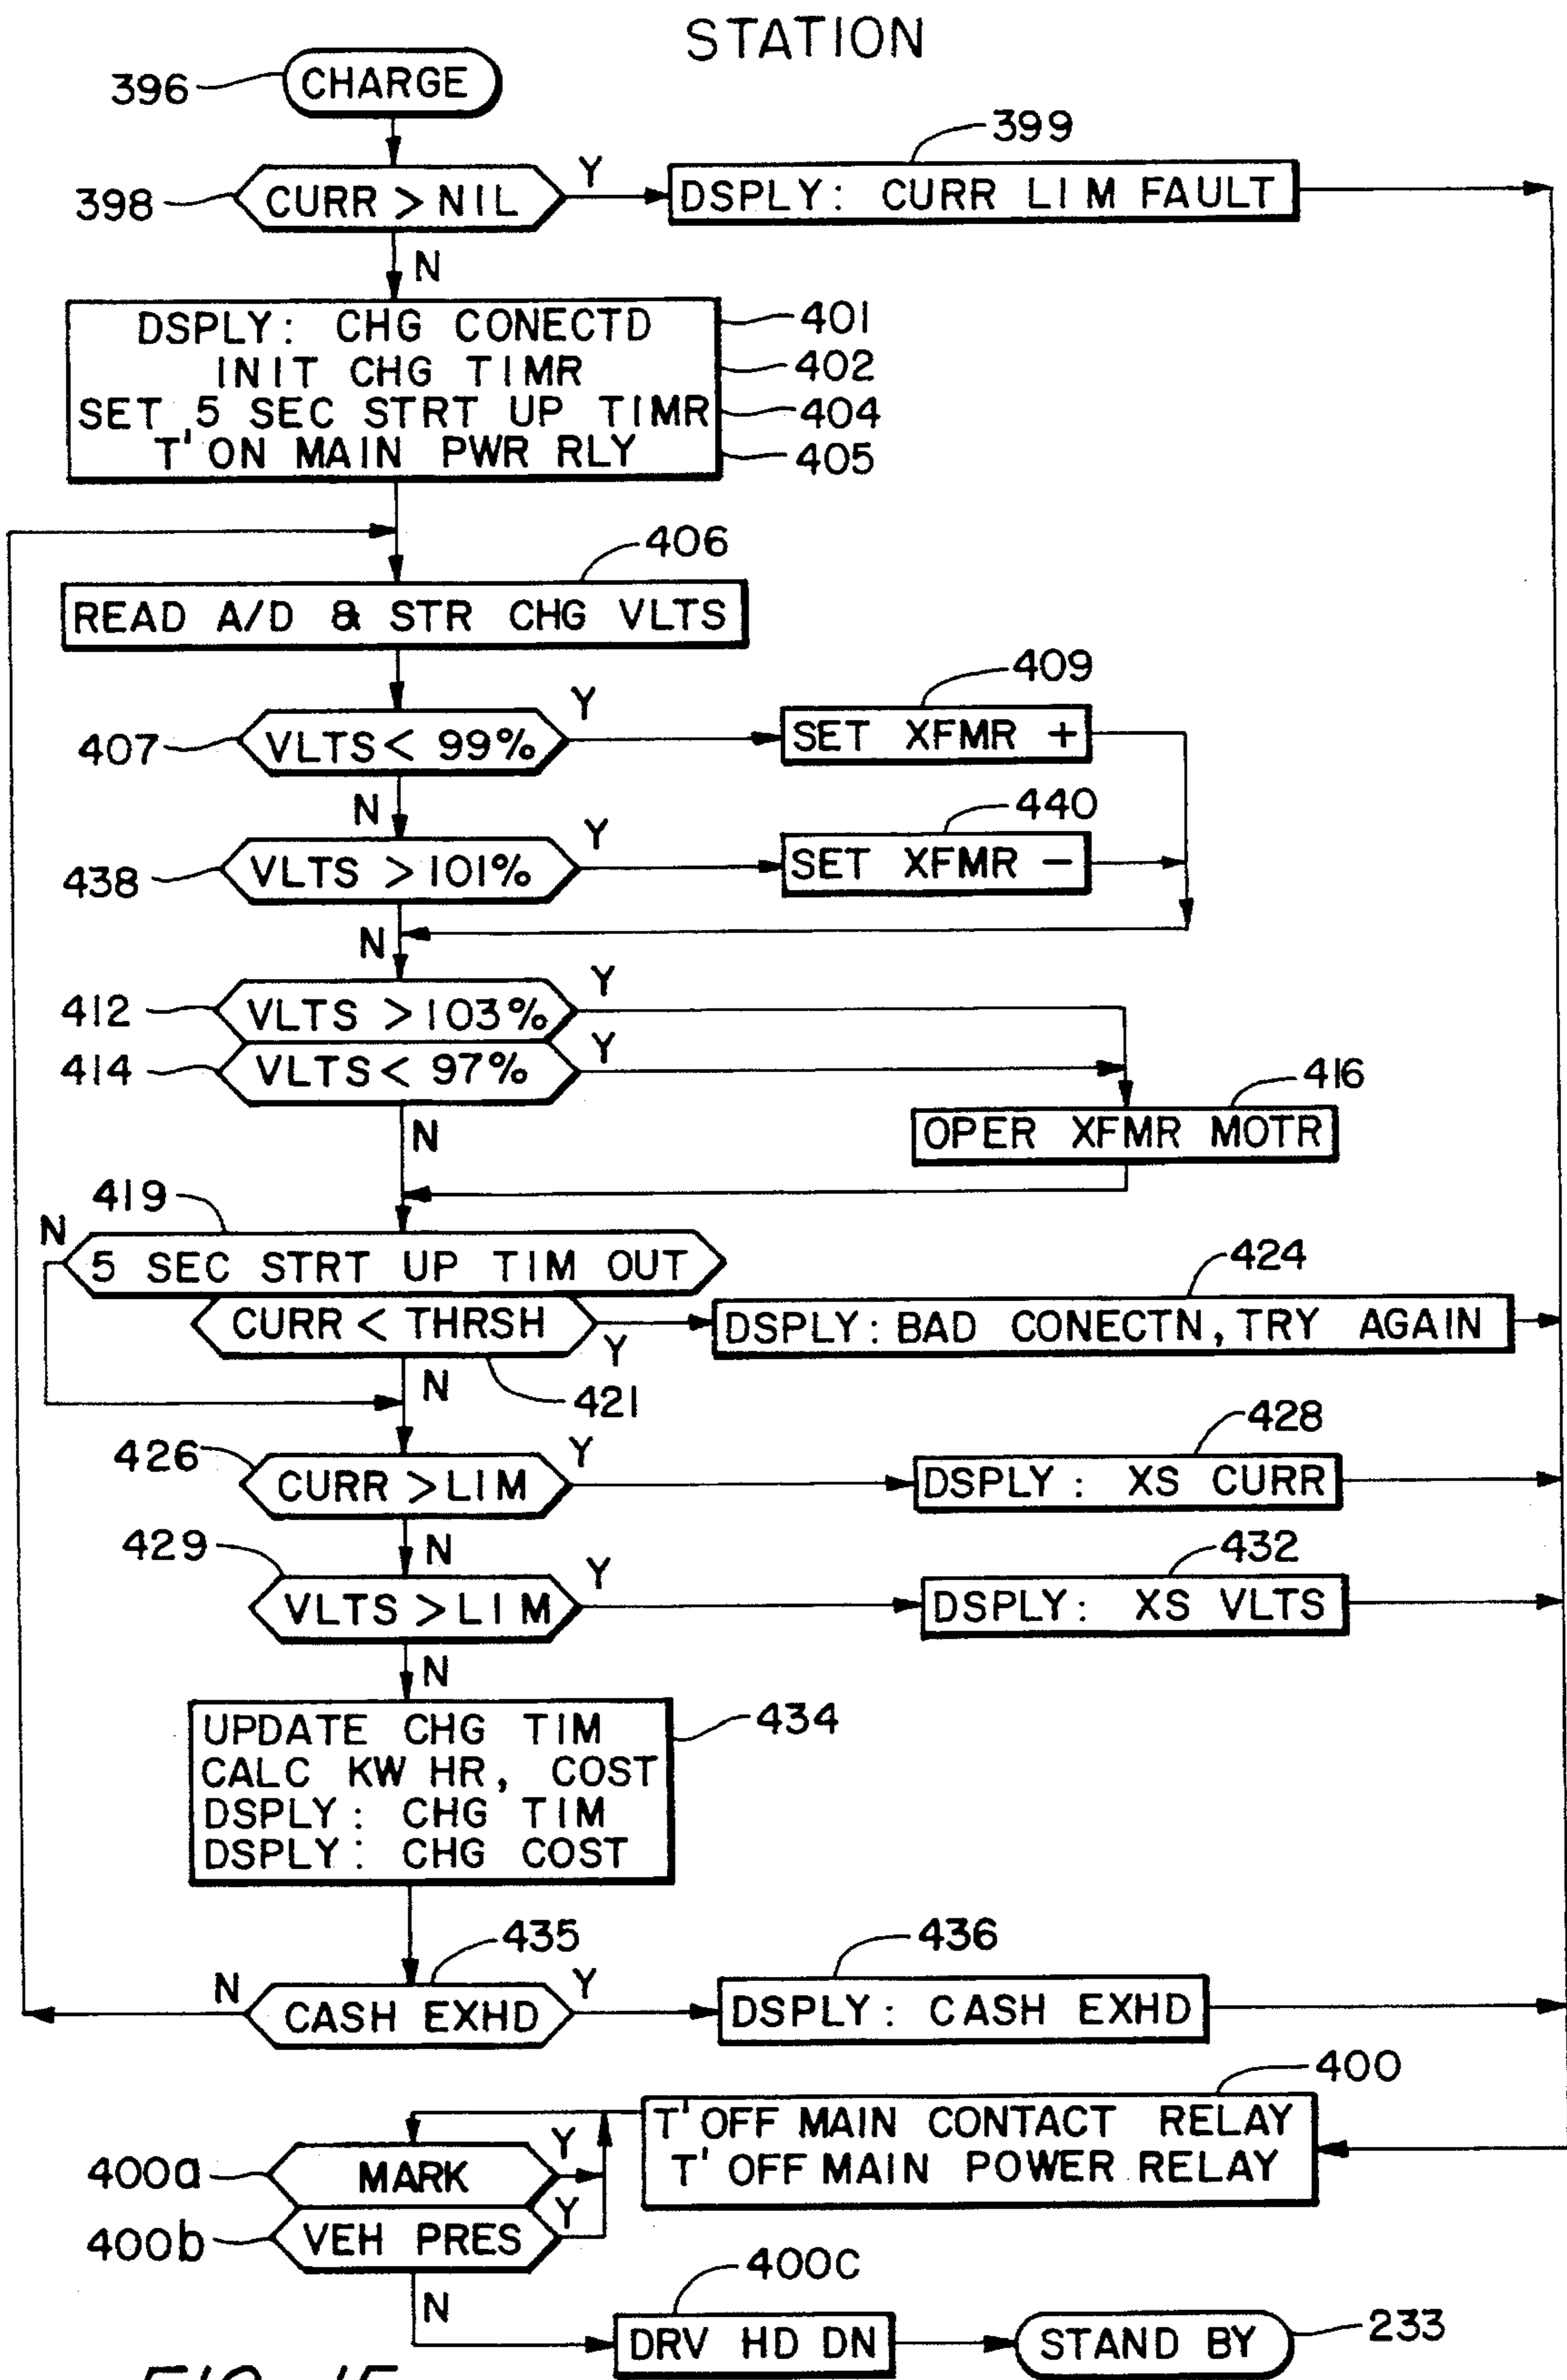 STATION
396 CHARGE
399
398 CURR > NIL Y DSPLY: CURR LIM FAULT
N
DSPLY: CHG CONECTD 401
INIT CHG TIMR 402
SET 5 SEC STRT UP TIMR 404
T' ON MAIN PWR RLY 405
406
READ A/D & STR CHG VLTS
409
407 VLTS < 99% Y SET XFMR +
N
440
438 VLTS > 101% Y SET XFMR -
N
412 VLTS > 103% Y
414 VLTS < 97% Y
416
N OPER XFMR MOTR
419
N 5 SEC STRT UP TIM OUT
424
CURR < THRSH Y DSPLY: BAD CONECTN, TRY AGAIN
N 421
428
426 CURR > LIM Y DSPLY: XS CURR
N
432
429 VLTS > LIM Y DSPLY: XS VLTS
N
UPDATE CHG TIM 434
CALC KW HR, COST
DSPLY: CHG TIM
DSPLY: CHG COST
435 436
N CASH EXHD Y DSPLY: CASH EXHD
400
T' OFF MAIN CONTACT RELAY
T' OFF MAIN POWER RELAY
400a MARK Y
400b VEH PRES Y
400C
N DRV HD DN STAND BY 233